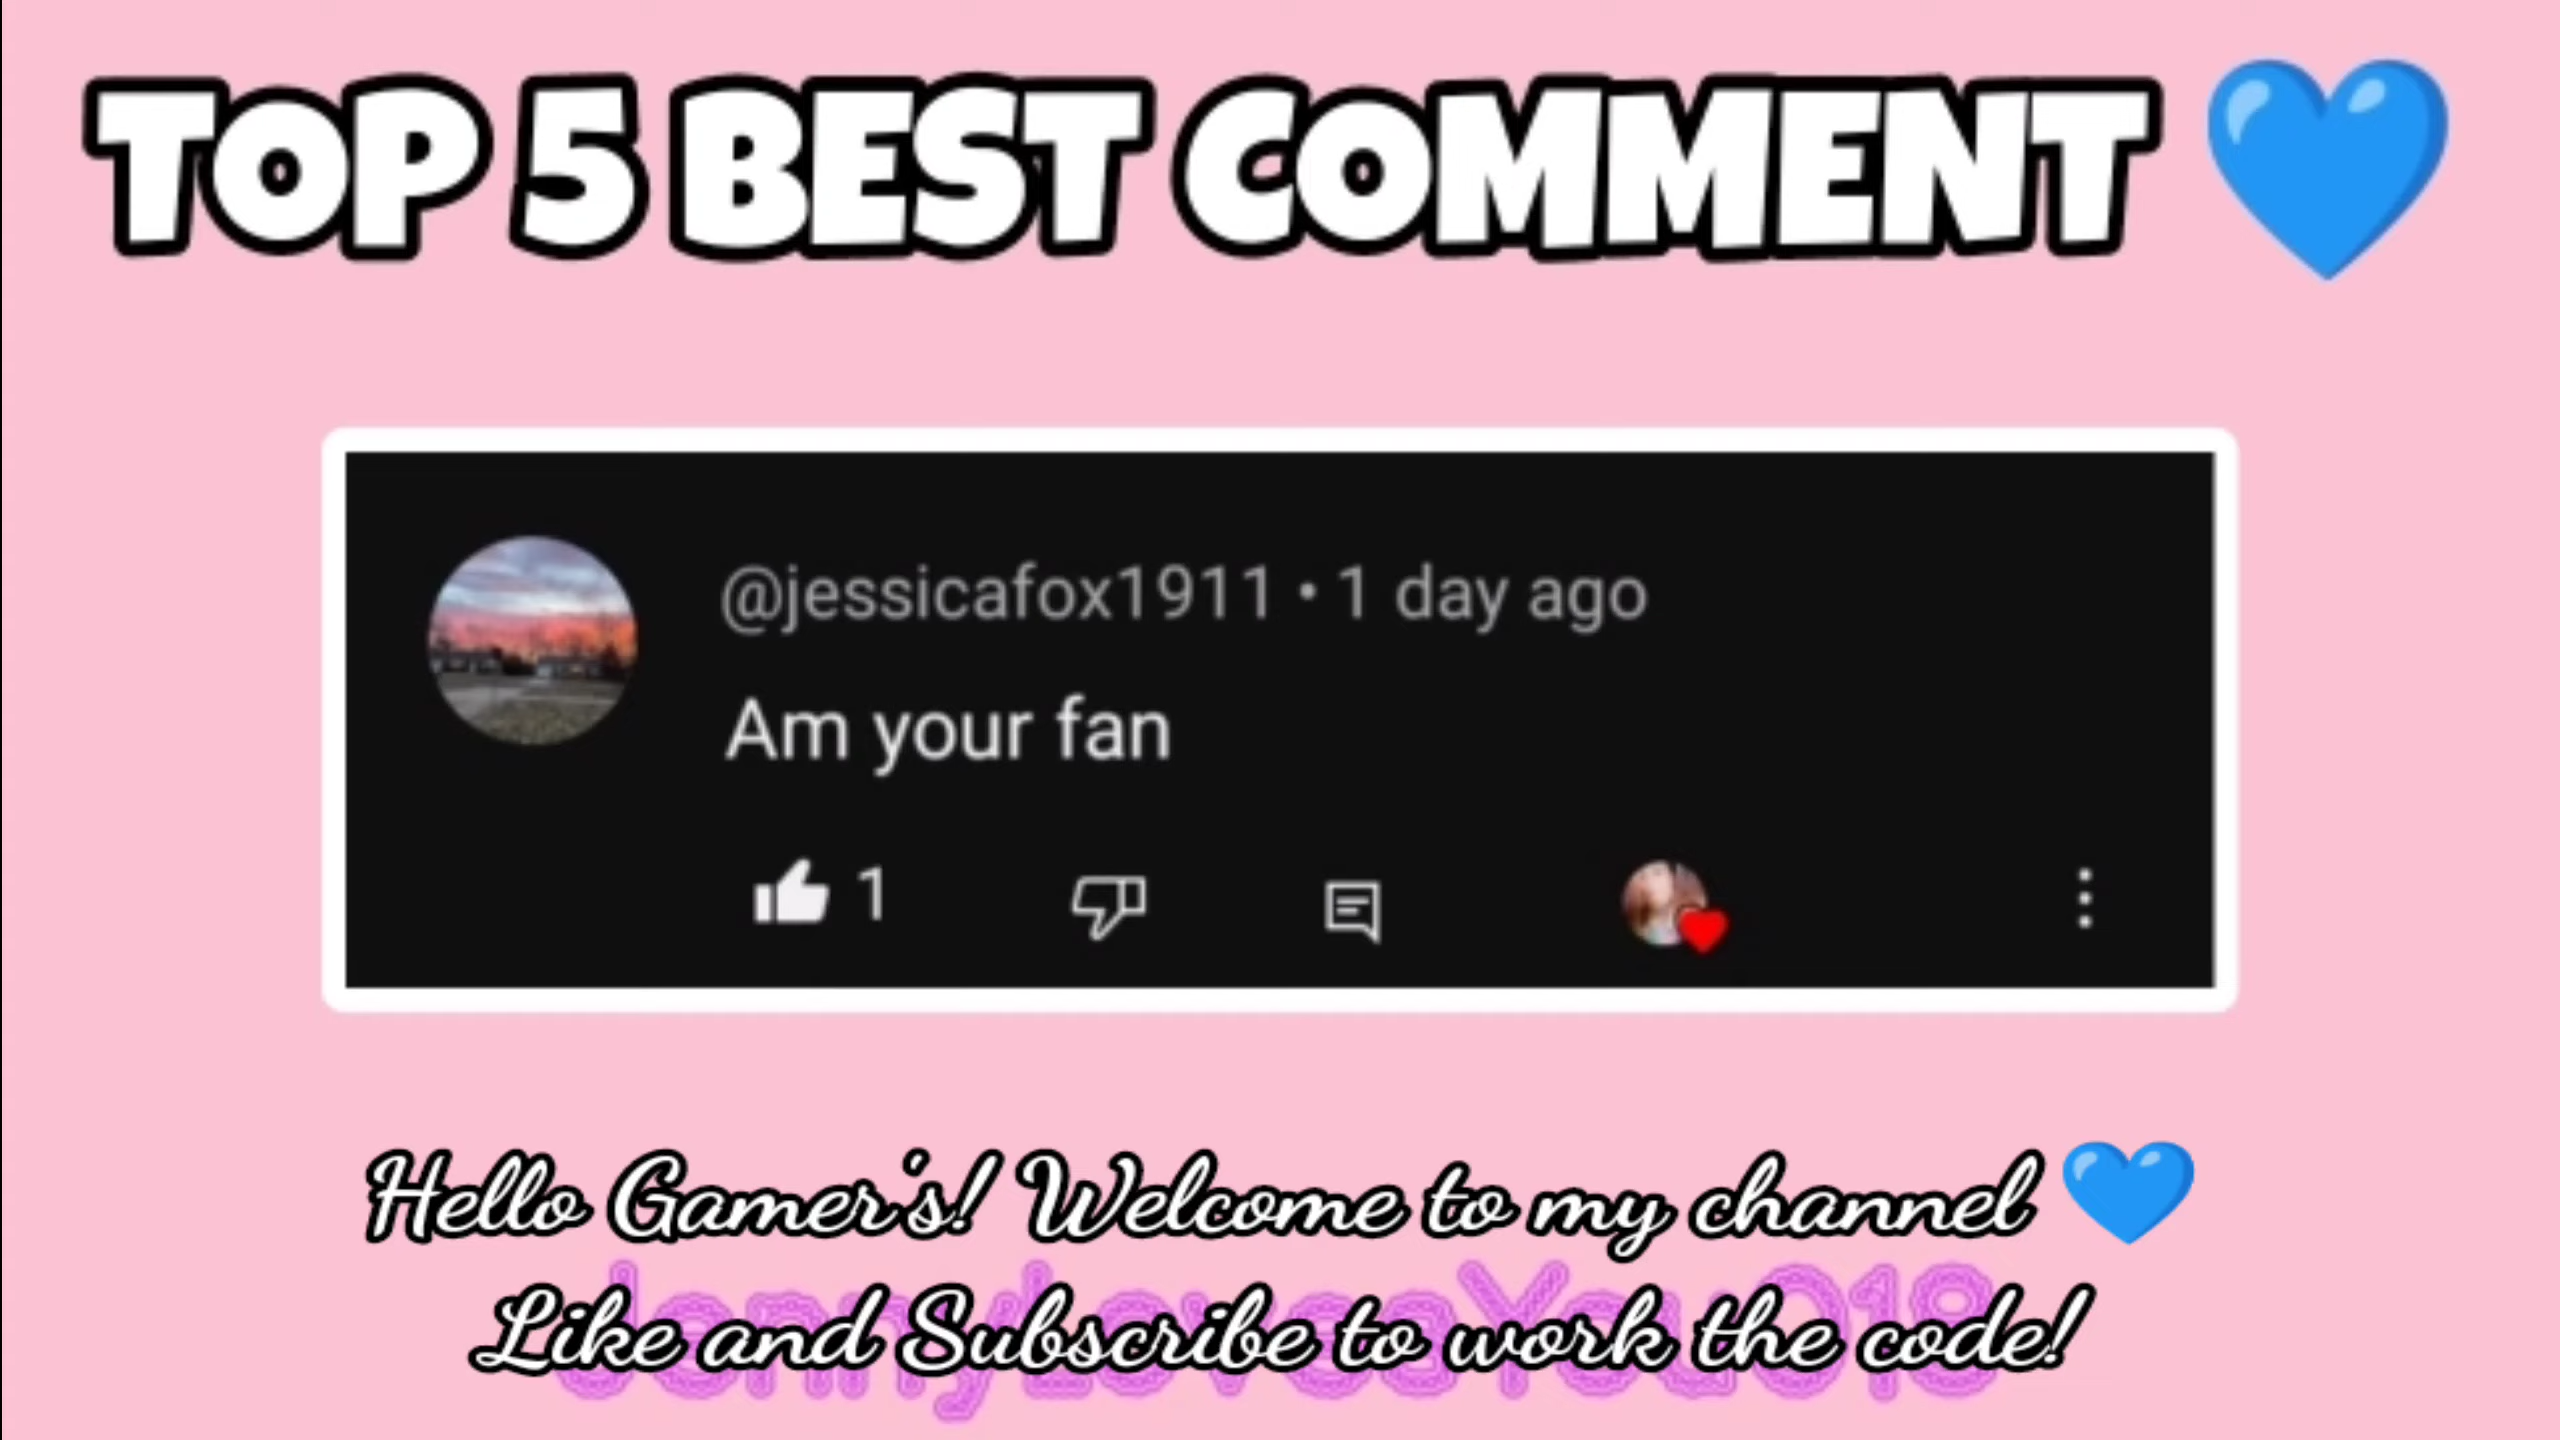 TOP 5 BEST COMMENT 💙
@jessicafox1911 • 1 day ago
Am your fan
1
Hello Gamer's! Welcome to my channel 💙
Like and Subscribe to work the code!
JennyLovesYou018